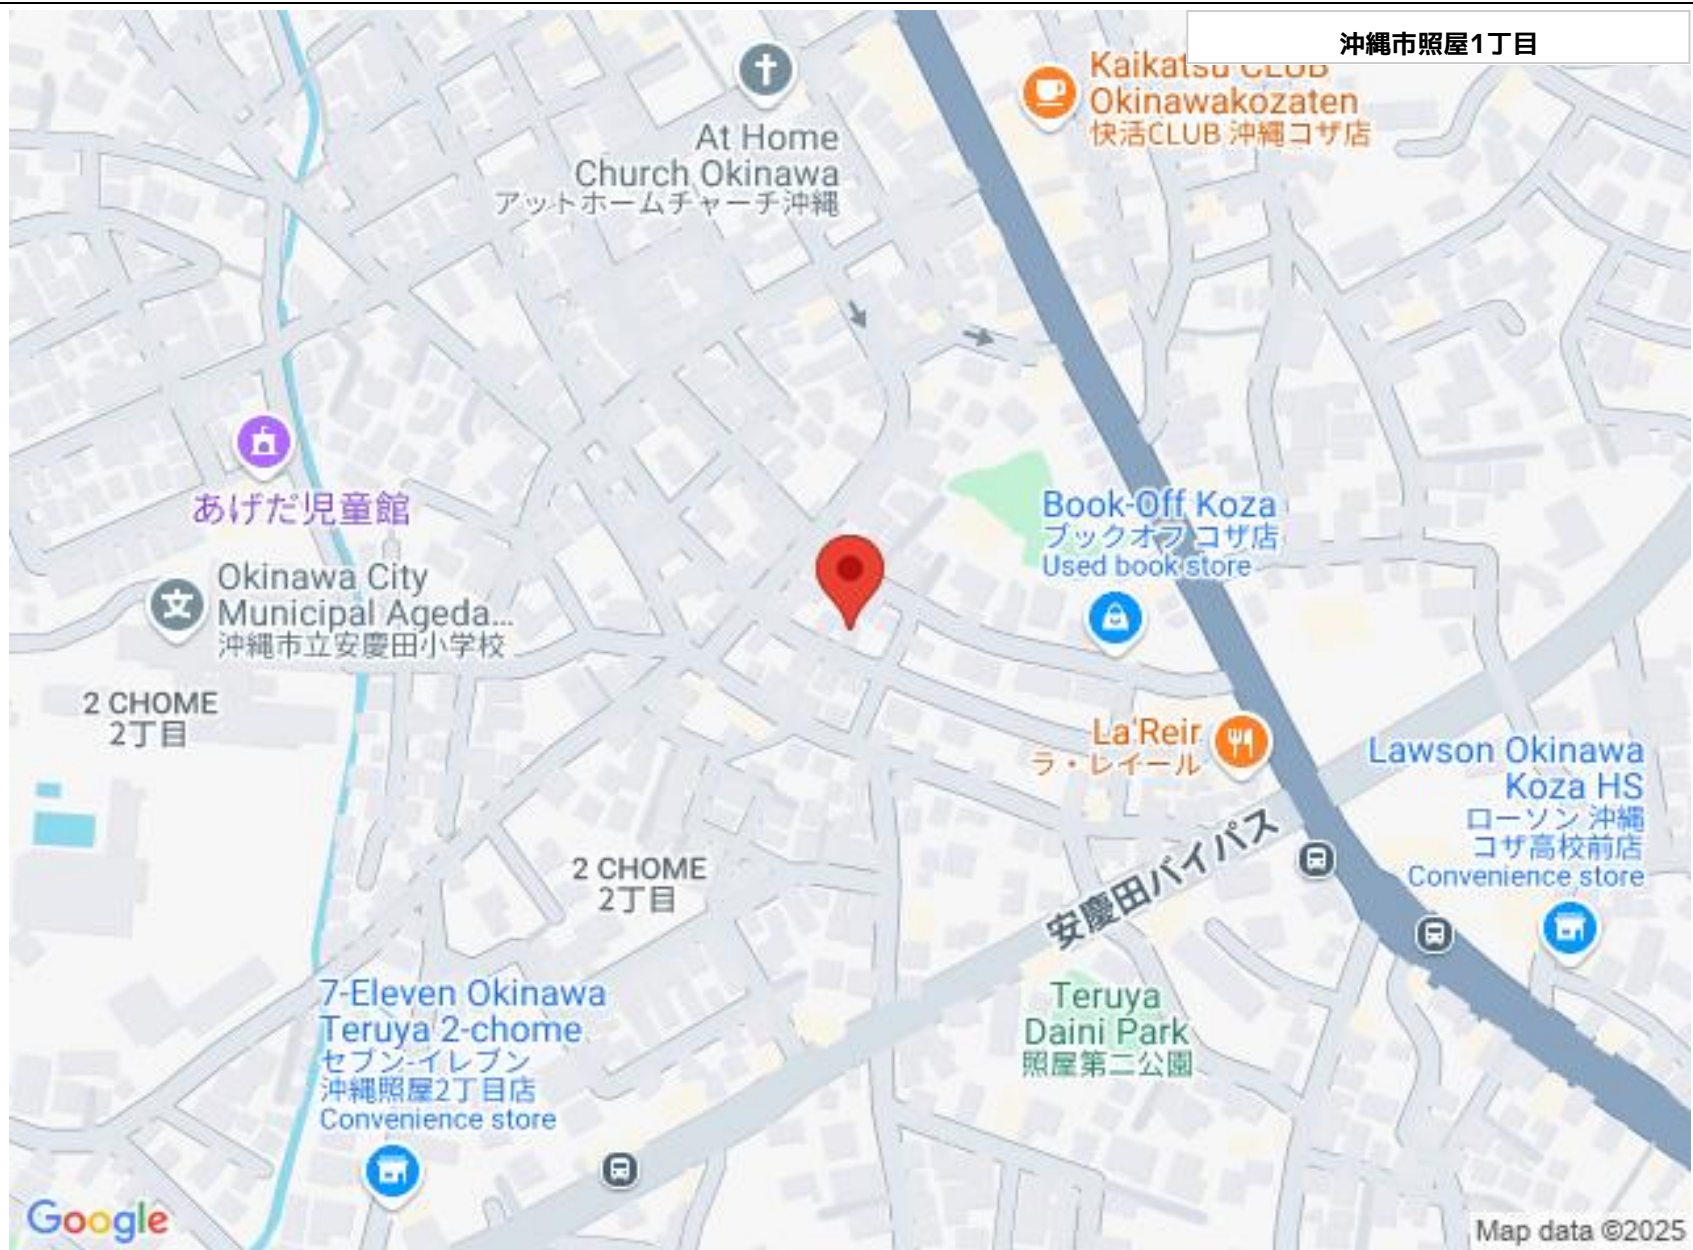 沖縄市照屋1丁目
Kaikatsu CLUB
Okinawakozaten
快活CLUB 沖縄コザ店
At Home
Church Okinawa
アットホームチャーチ沖縄
あげだ児童館
Book-Off Koza
ブックオフ コザ店
Used book store
Okinawa City
Municipal Ageda...
沖縄市立安慶田小学校
2 CHOME
2丁目
La'Reir
ラ・レイール
Lawson Okinawa
Koza HS
ローソン 沖縄
コザ高校前店
Convenience store
2 CHOME
2丁目
安慶田バイパス
7-Eleven Okinawa
Teruya 2-chome
セブン-イレブン
沖縄照屋2丁目店
Convenience store
Teruya
Daini Park
照屋第二公園
Google
Map data ©2025